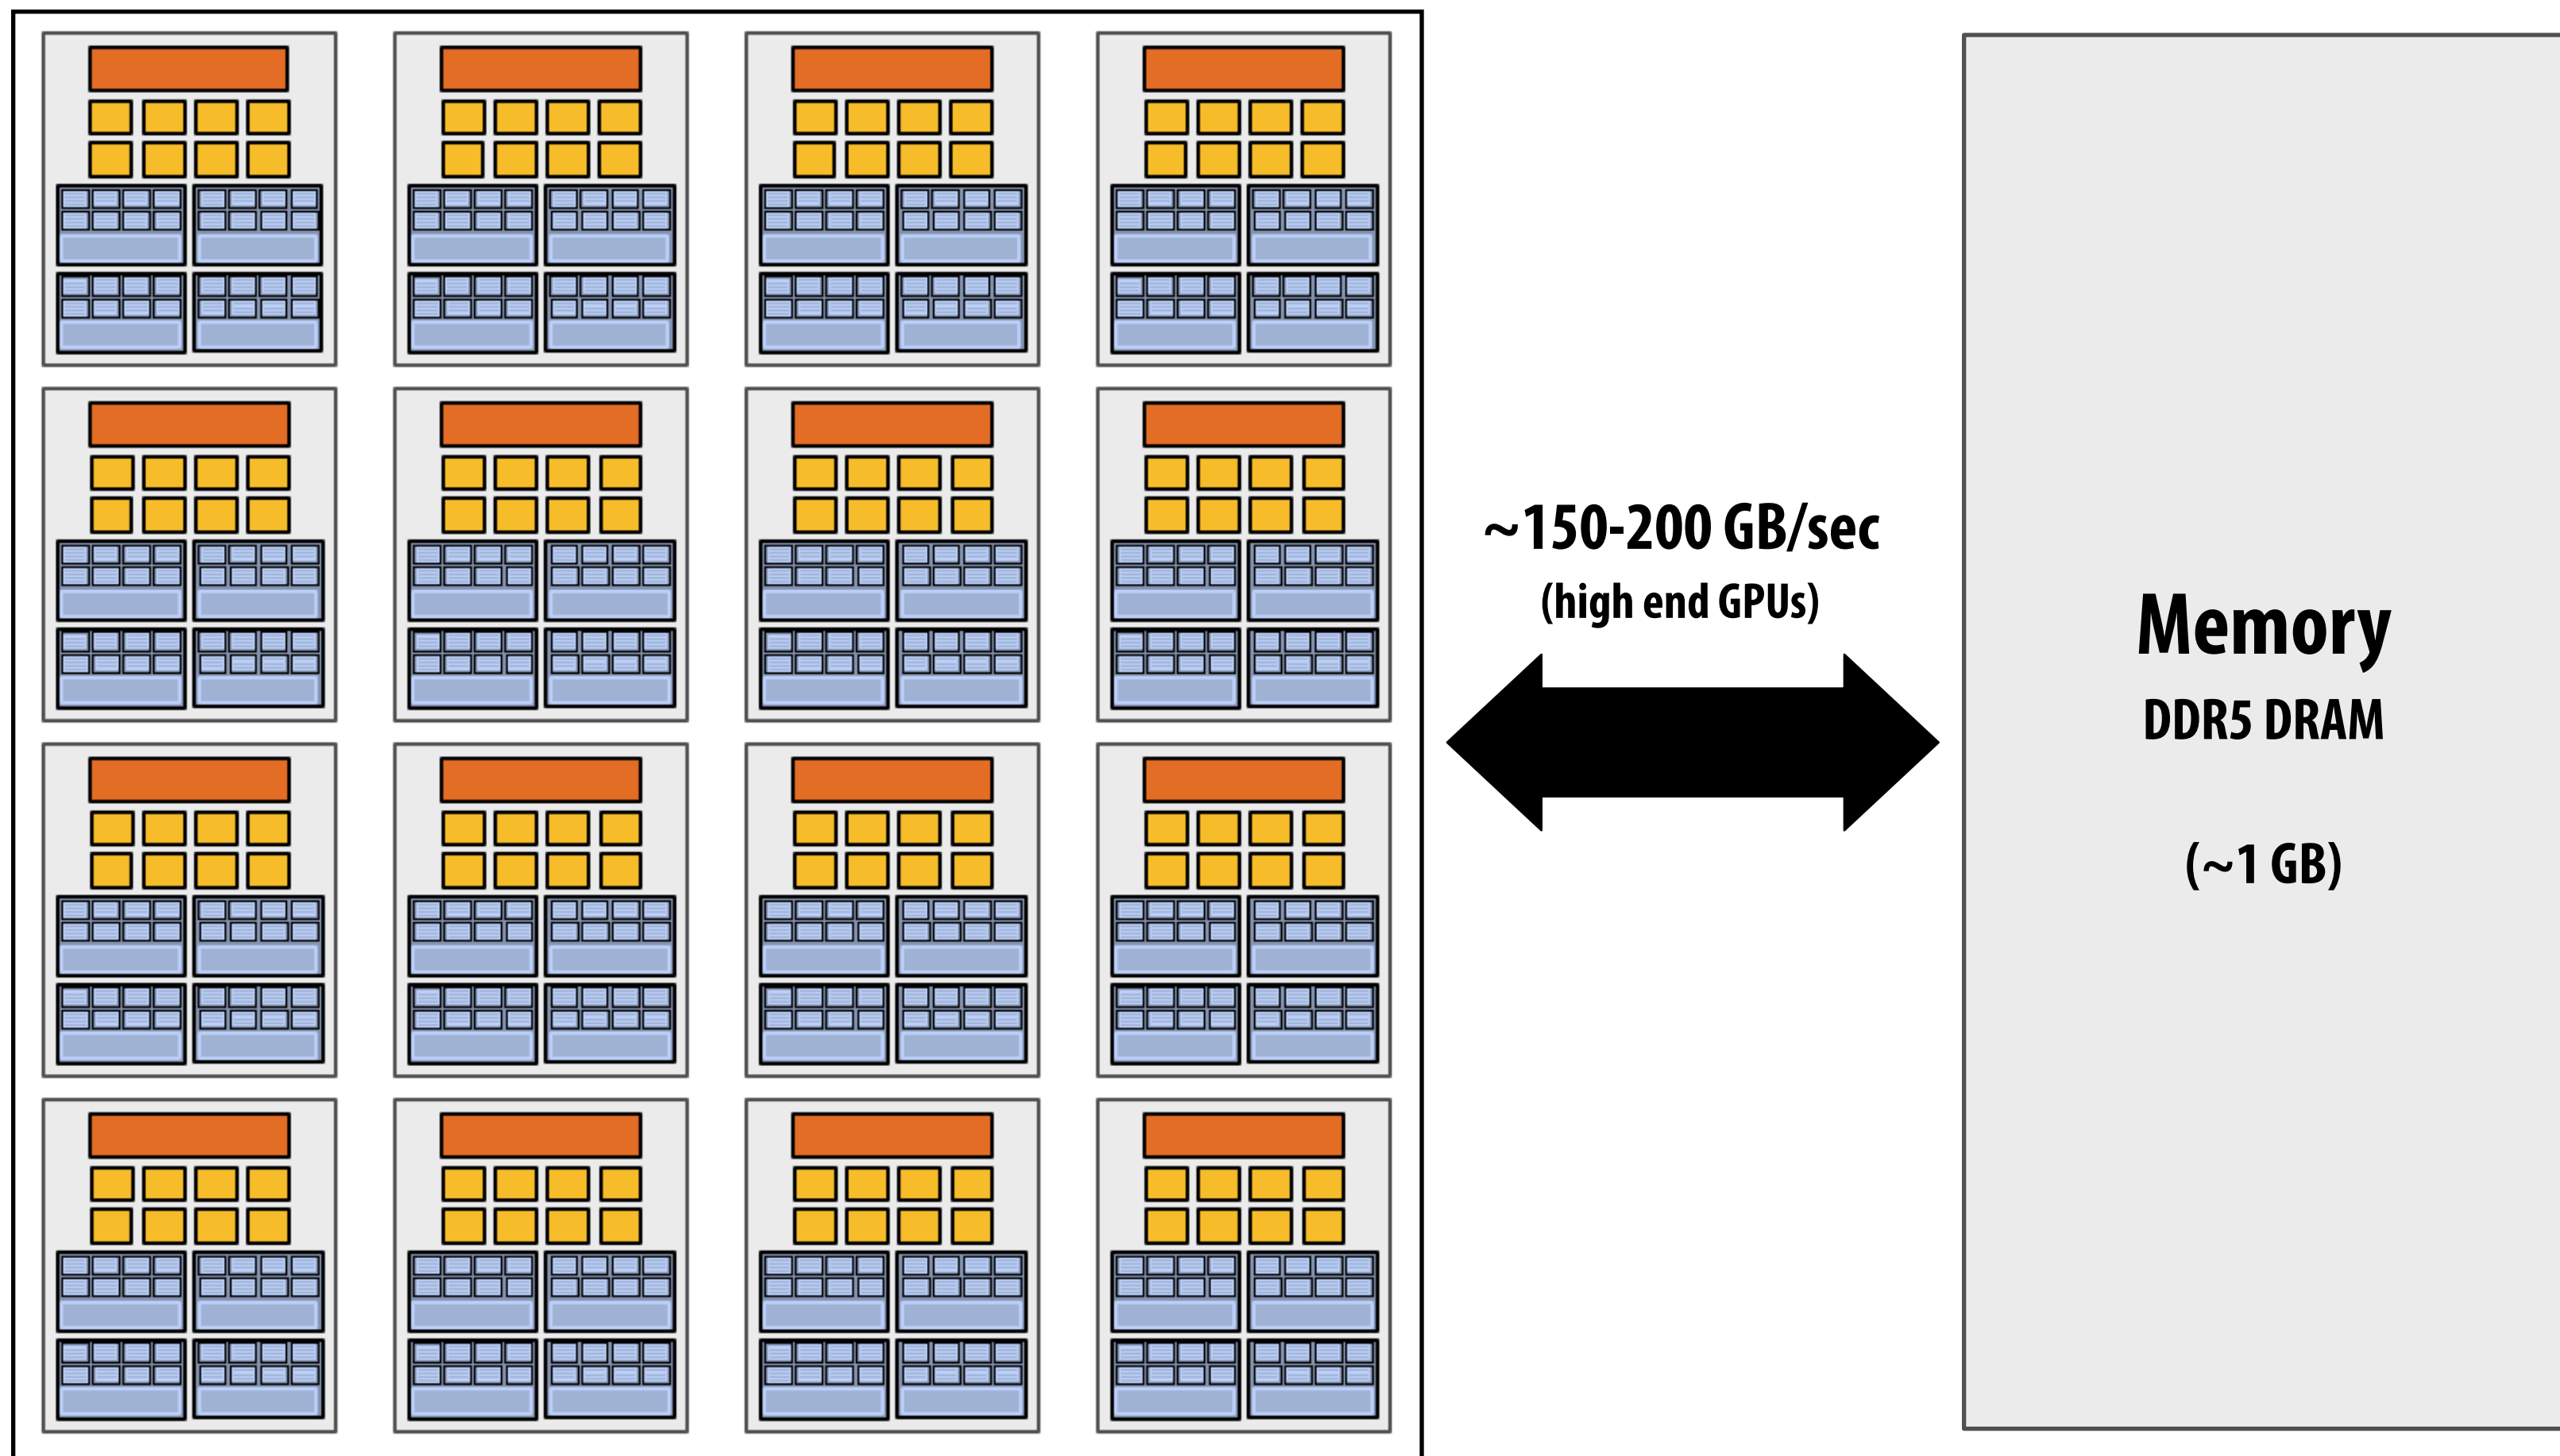 ~150-200 GB/sec
(high end GPUs)
Memory
DDR5 DRAM
(~1 GB)